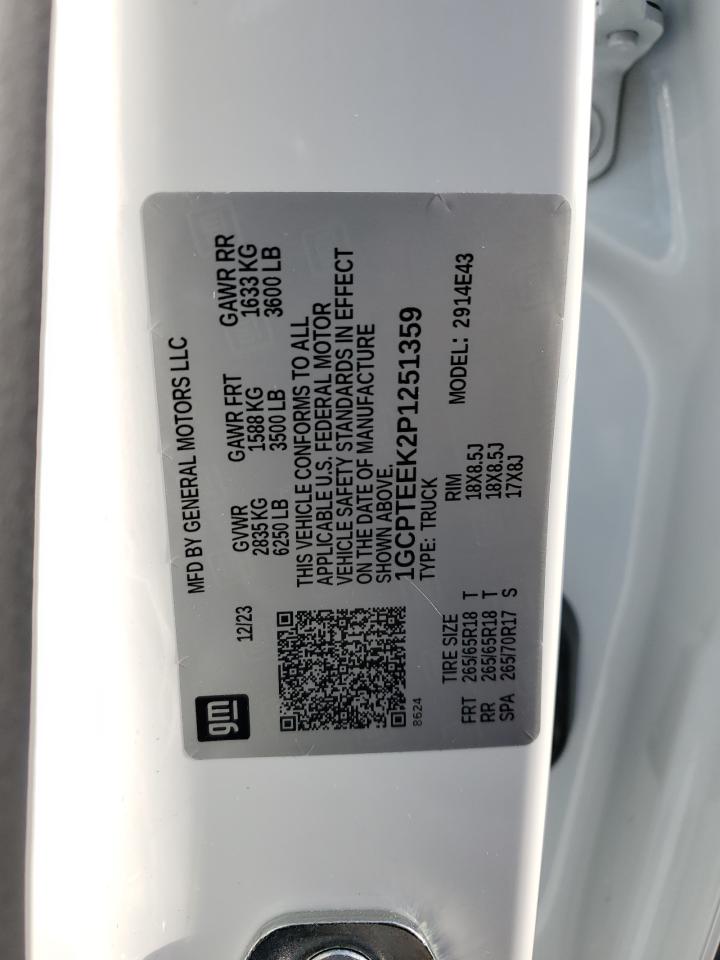 gm
MFD BY GENERAL MOTORS LLC
12/23
GVWR GAWR FRT GAWR RR
2835 KG 1588 KG 1633 KG
6250 LB 3500 LB 3600 LB
THIS VEHICLE CONFORMS TO ALL
APPLICABLE U.S. FEDERAL MOTOR
VEHICLE SAFETY STANDARDS IN EFFECT
ON THE DATE OF MANUFACTURE
SHOWN ABOVE.
1GCPTEEK2P1251359
TYPE: TRUCK
8624
MODEL: 2914E43
TIRE SIZE RIM
FRT 265/65R18 T 18X8.5J
RR 265/65R18 T 18X8.5J
SPA 265/70R17 S 17X8J